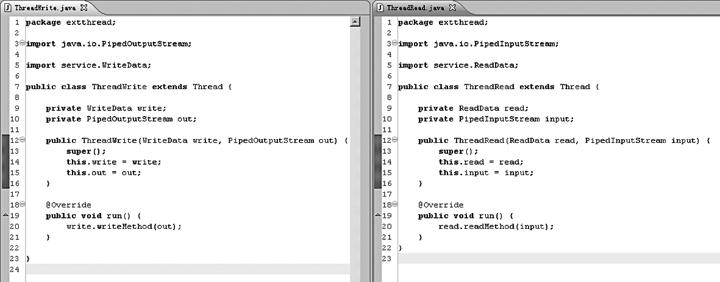 ThreadWrite.java
1 package extthread;
2
3 import java.io.PipedOutputStream;
4
5 import service.WriteData;
6
7 public class ThreadWrite extends Thread {
8
9 private WriteData write;
10 private PipedOutputStream out;
11
12 public ThreadWrite(WriteData write, PipedOutputStream out) {
13 super();
14 this.write = write;
15 this.out = out;
16 }
17
18 @Override
19 public void run() {
20 write.writeMethod(out);
21 }
22
23 }
24
ThreadRead.java
1 package extthread;
2
3 import java.io.PipedInputStream;
4
5 import service.ReadData;
6
7 public class ThreadRead extends Thread {
8
9 private ReadData read;
10 private PipedInputStream input;
11
12 public ThreadRead(ReadData read, PipedInputStream input) {
13 super();
14 this.read = read;
15 this.input = input;
16 }
17
18 @Override
19 public void run() {
20 read.readMethod(input);
21 }
22 }
23